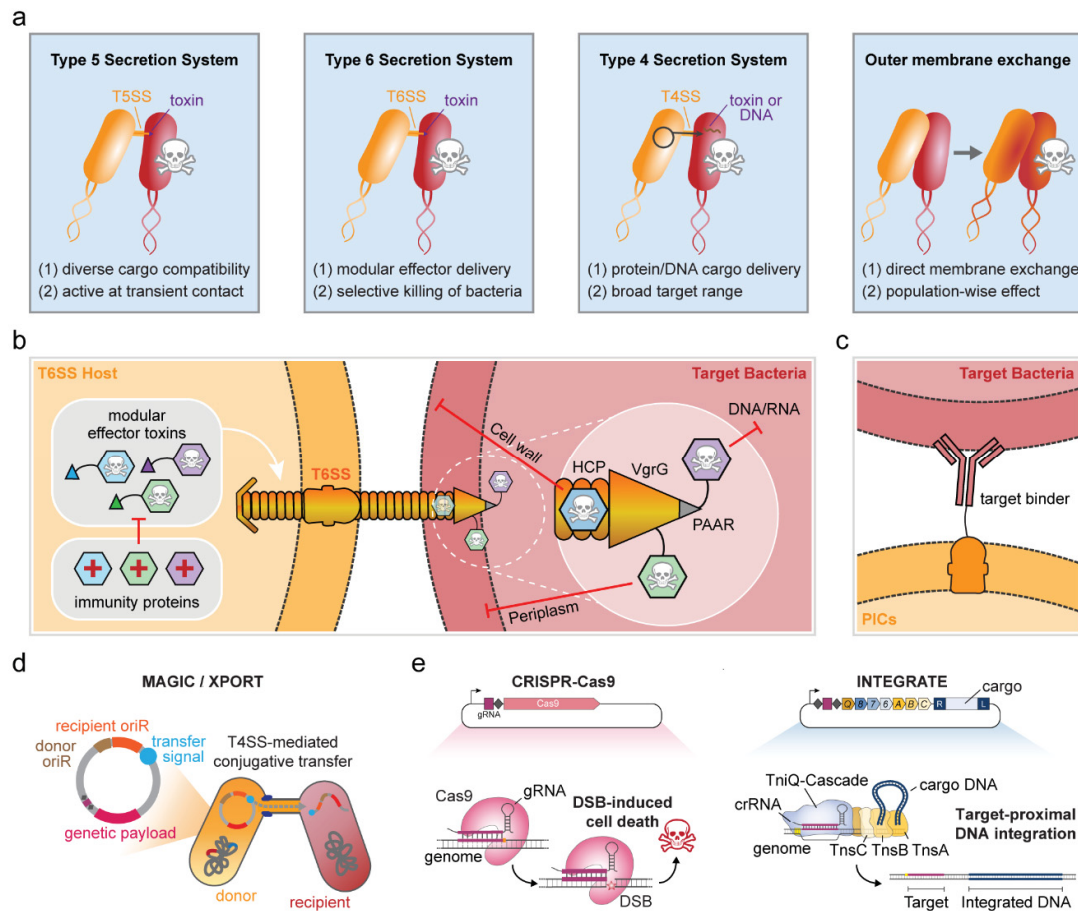 a
Type 5 Secretion System
T5SS
toxin
(1) diverse cargo compatibility
(2) active at transient contact
Type 6 Secretion System
T6SS
toxin
(1) modular effector delivery
(2) selective killing of bacteria
Type 4 Secretion System
T4SS
toxin or
DNA
(1) protein/DNA cargo delivery
(2) broad target range
Outer membrane exchange
(1) direct membrane exchange
(2) population-wise effect
b
T6SS Host
modular
effector toxins
immunity proteins
T6SS
Target Bacteria
Cell wall
HCP
VgrG
PAAR
DNA/RNA
Periplasm
c
Target Bacteria
target binder
PICs
d
MAGIC / XPORT
recipient oriR
donor
oriR
transfer
signal
genetic payload
T4SS-mediated
conjugative transfer
donor
recipient
e
CRISPR-Cas9
gRNA
Cas9
Cas9
gRNA
genome
DSB-induced
cell death
DSB
INTEGRATE
cargo
Q 8 7 6 A B C R L
TniQ-Cascade
crRNA
genome
cargo DNA
TnsC TnsB TnsA
Target-proximal
DNA integration
Target
Integrated DNA